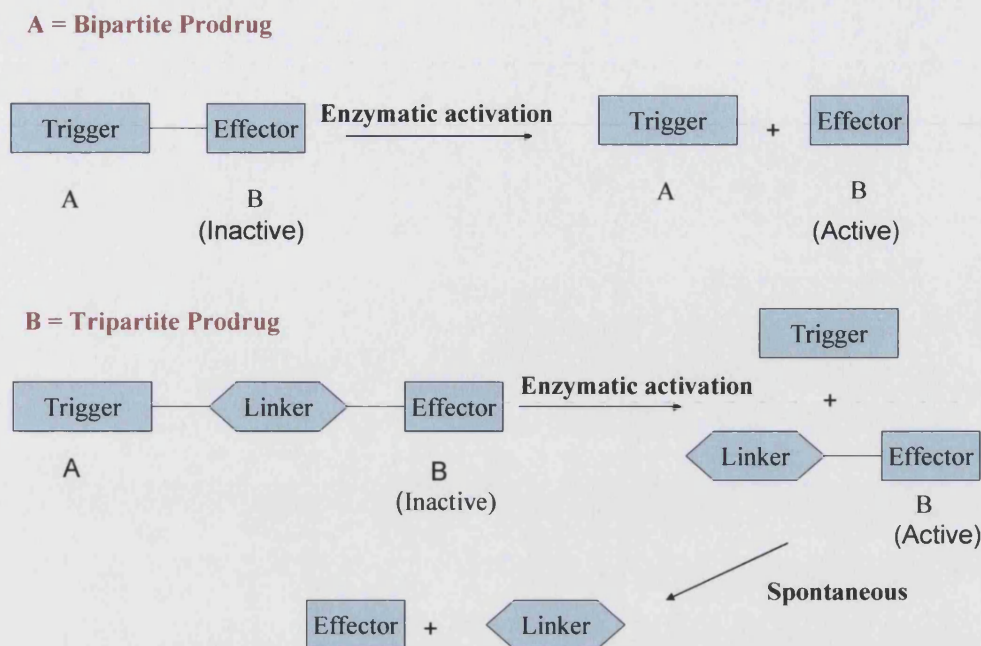 A = Bipartite Prodrug
Trigger Effector Enzymatic activation Trigger + Effector
A B A B
(Inactive) (Active)
B = Tripartite Prodrug
Trigger
Trigger Linker Effector Enzymatic activation +
A B Linker Effector
(Inactive) B
(Active)
Spontaneous
Effector + Linker